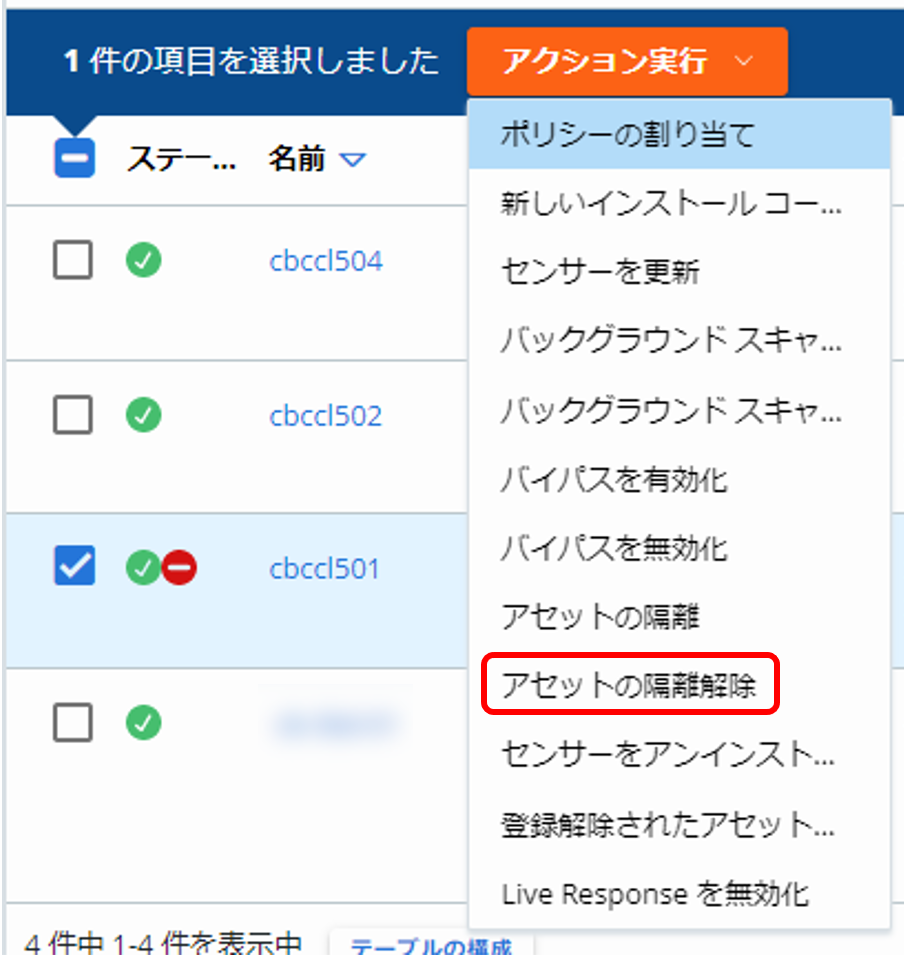 1 件の項目を選択しました
アクション実行
ステー...
名前
ポリシーの割り当て
新しいインストール コー...
センサーを更新
バックグラウンド スキャ...
バックグラウンド スキャ...
バイパスを有効化
バイパスを無効化
アセットの隔離
アセットの隔離解除
センサーをアンインスト...
登録解除されたアセット...
Live Response を無効化
cbccl504
cbccl502
cbccl501
4 件中 1-4 件を表示中
テーブルの構成